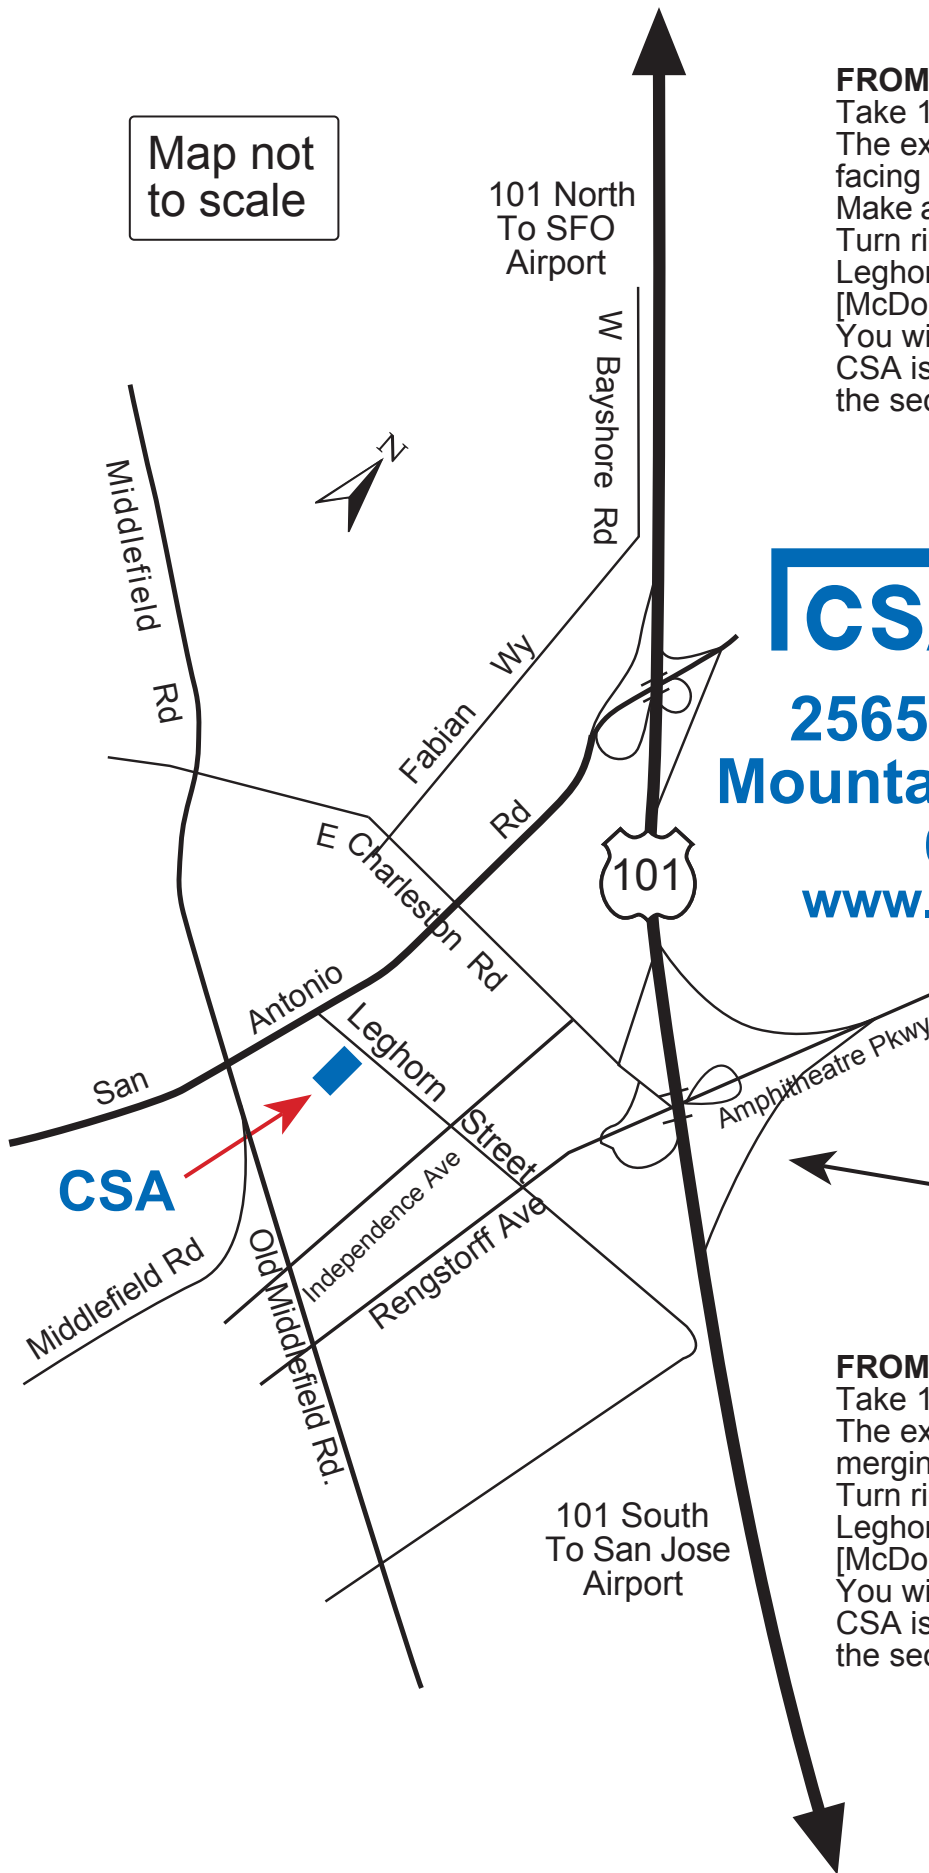 Map not
to scale
101 North
To SFO
Airport
FROM
Take 1
The ex
facing
Make a
Turn ri
Leghor
[McDo
You wi
CSA is
the sec
W Bayshore Rd
N
Middlefield Rd
Fabian Wy
CSA
2565
Mounta
www.
E Charleston Rd
San Antonio Rd
101
Leghorn Street
Amphitheatre Pkwy
CSA
Independence Ave
Rengstorff Ave
Middlefield Rd
Old Middlefield Rd.
101 South
To San Jose
Airport
FROM
Take 1
The ex
mergin
Turn ri
Leghor
[McDo
You wi
CSA is
the sec